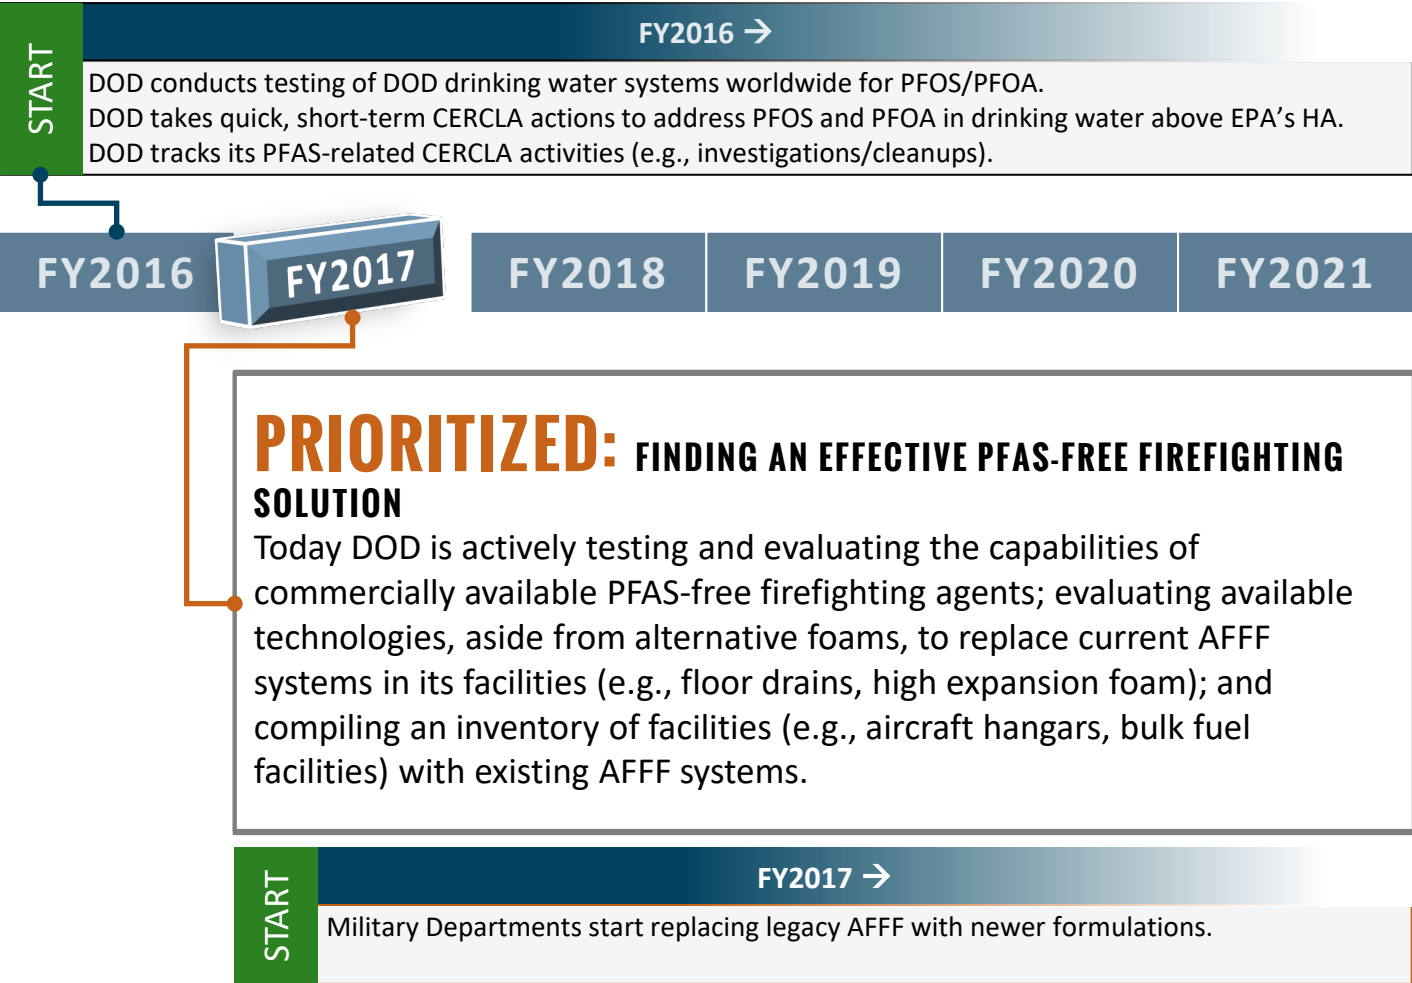 START
FY2016 →
DOD conducts testing of DOD drinking water systems worldwide for PFOS/PFOA.
DOD takes quick, short-term CERCLA actions to address PFOS and PFOA in drinking water above EPA’s HA.
DOD tracks its PFAS-related CERCLA activities (e.g., investigations/cleanups).
FY2016 FY2017 FY2018 FY2019 FY2020 FY2021
PRIORITIZED: FINDING AN EFFECTIVE PFAS-FREE FIREFIGHTING
SOLUTION
Today DOD is actively testing and evaluating the capabilities of
commercially available PFAS-free firefighting agents; evaluating available
technologies, aside from alternative foams, to replace current AFFF
systems in its facilities (e.g., floor drains, high expansion foam); and
compiling an inventory of facilities (e.g., aircraft hangars, bulk fuel
facilities) with existing AFFF systems.
START
FY2017 →
Military Departments start replacing legacy AFFF with newer formulations.